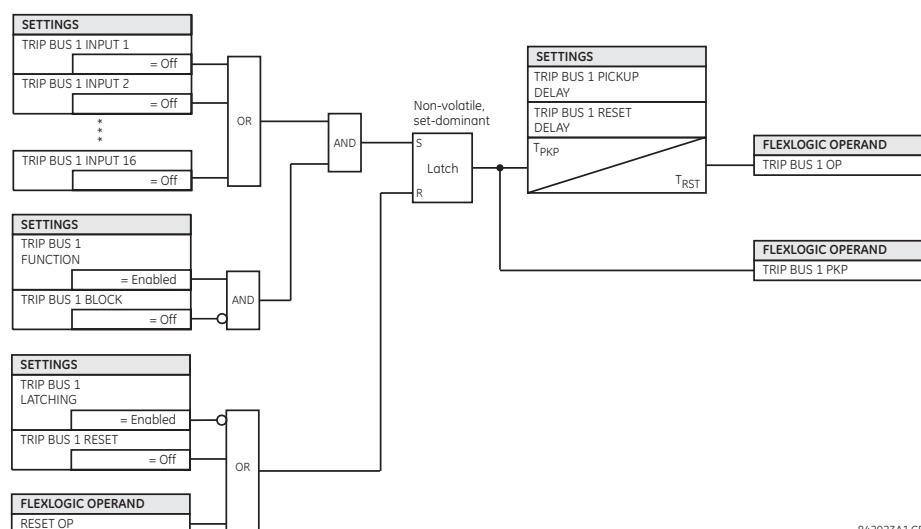 SETTINGS
TRIP BUS 1 INPUT 1
= Off
TRIP BUS 1 INPUT 2
= Off
* * *
TRIP BUS 1 INPUT 16
= Off
OR
SETTINGS
TRIP BUS 1
FUNCTION
= Enabled
TRIP BUS 1 BLOCK
= Off
AND
SETTINGS
TRIP BUS 1
LATCHING
= Enabled
TRIP BUS 1 RESET
= Off
OR
FLEXLOGIC OPERAND
RESET OP
AND
Non-volatile,
set-dominant
S
Latch
R
SETTINGS
TRIP BUS 1 PICKUP
DELAY
TRIP BUS 1 RESET
DELAY
TPKP
TRST
FLEXLOGIC OPERAND
TRIP BUS 1 OP
FLEXLOGIC OPERAND
TRIP BUS 1 PKP